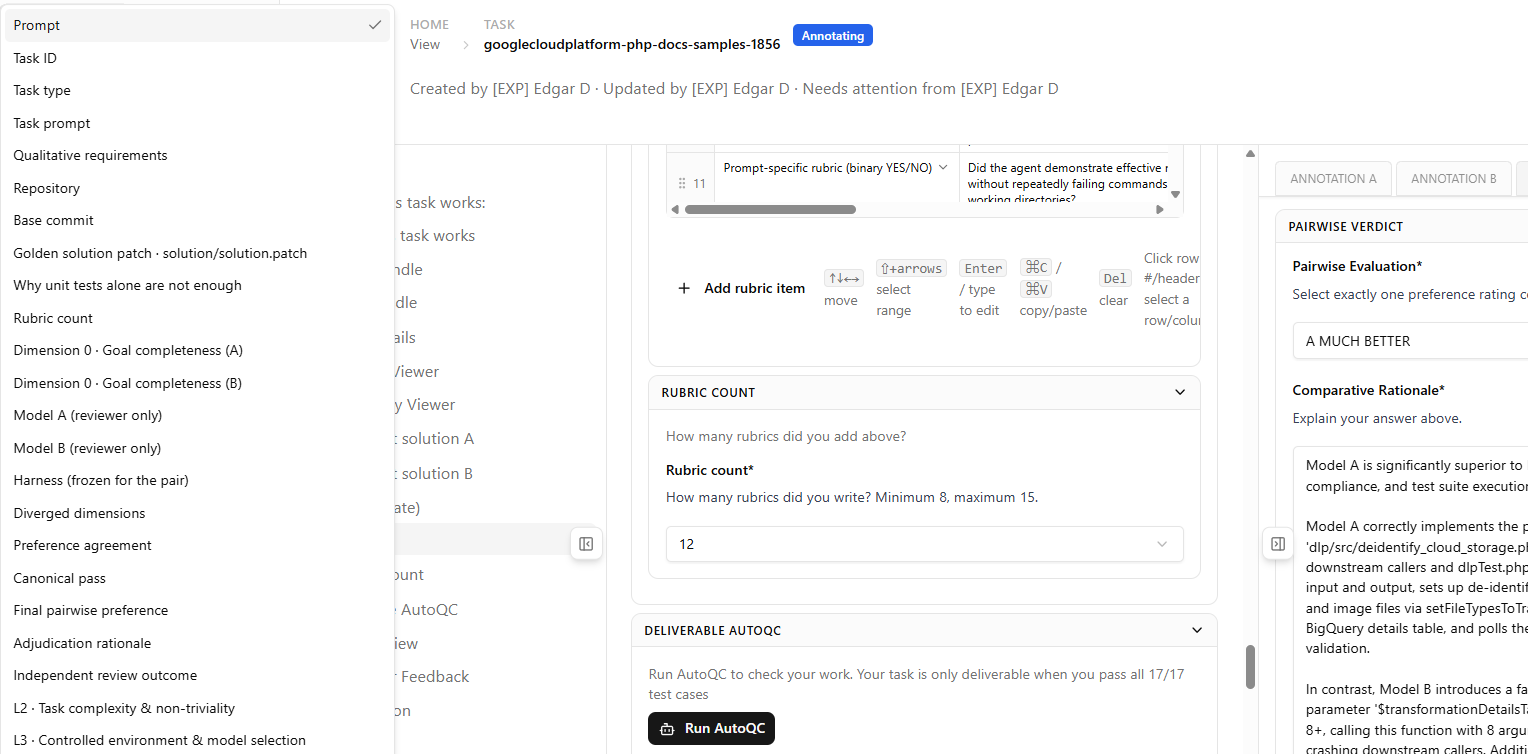 Prompt
Task ID
Task type
Task prompt
Qualitative requirements
Repository
Base commit
Golden solution patch · solution/solution.patch
Why unit tests alone are not enough
Rubric count
Dimension 0 · Goal completeness (A)
Dimension 0 · Goal completeness (B)
Model A (reviewer only)
Model B (reviewer only)
Harness (frozen for the pair)
Diverged dimensions
Preference agreement
Canonical pass
Final pairwise preference
Adjudication rationale
Independent review outcome
L2 · Task complexity & non-triviality
L3 · Controlled environment & model selection
HOME
View
TASK
googlecloudplatform-php-docs-samples-1856
Annotating
Created by [EXP] Edgar D · Updated by [EXP] Edgar D · Needs attention from [EXP] Edgar D
s task works:
task works
ndle
dle
ails
Viewer
y Viewer
t solution A
t solution B
ate)
ount
AutoQC
iew
r Feedback
on
11
Prompt-specific rubric (binary YES/NO)
Did the agent demonstrate effective r
without repeatedly failing commands
working directories?
+ Add rubric item
↑↓↔
move
⇧+arrows
select
range
Enter
/ type
to edit
⌘C /
⌘V
copy/paste
Del
clear
Click row
#/header
select a
row/colu
RUBRIC COUNT
How many rubrics did you add above?
Rubric count*
How many rubrics did you write? Minimum 8, maximum 15.
12
DELIVERABLE AUTOQC
Run AutoQC to check your work. Your task is only deliverable when you pass all 17/17
test cases
Run AutoQC
ANNOTATION A
ANNOTATION B
PAIRWISE VERDICT
Pairwise Evaluation*
Select exactly one preference rating c
A MUCH BETTER
Comparative Rationale*
Explain your answer above.
Model A is significantly superior to
compliance, and test suite execution
Model A correctly implements the p
'dlp/src/deidentify_cloud_storage.ph
downstream callers and dlpTest.php
input and output, sets up de-identif
and image files via setFileTypesToTra
BigQuery details table, and polls the
validation.
In contrast, Model B introduces a fa
parameter '$transformationDetailsTa
8+, calling this function with 8 argu
crashing downstream callers. Additi